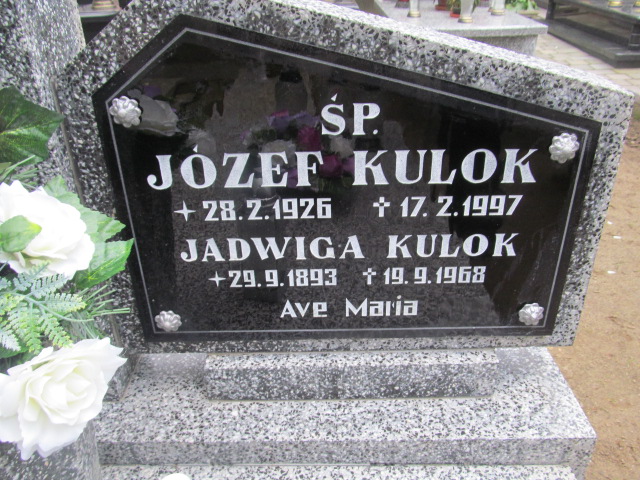 ŚP.
JÓZEF KULOK
+ 28.2.1926 † 17.2.1997
JADWIGA KULOK
+ 29.9.1893 † 19.9.1968
AVE MARIA